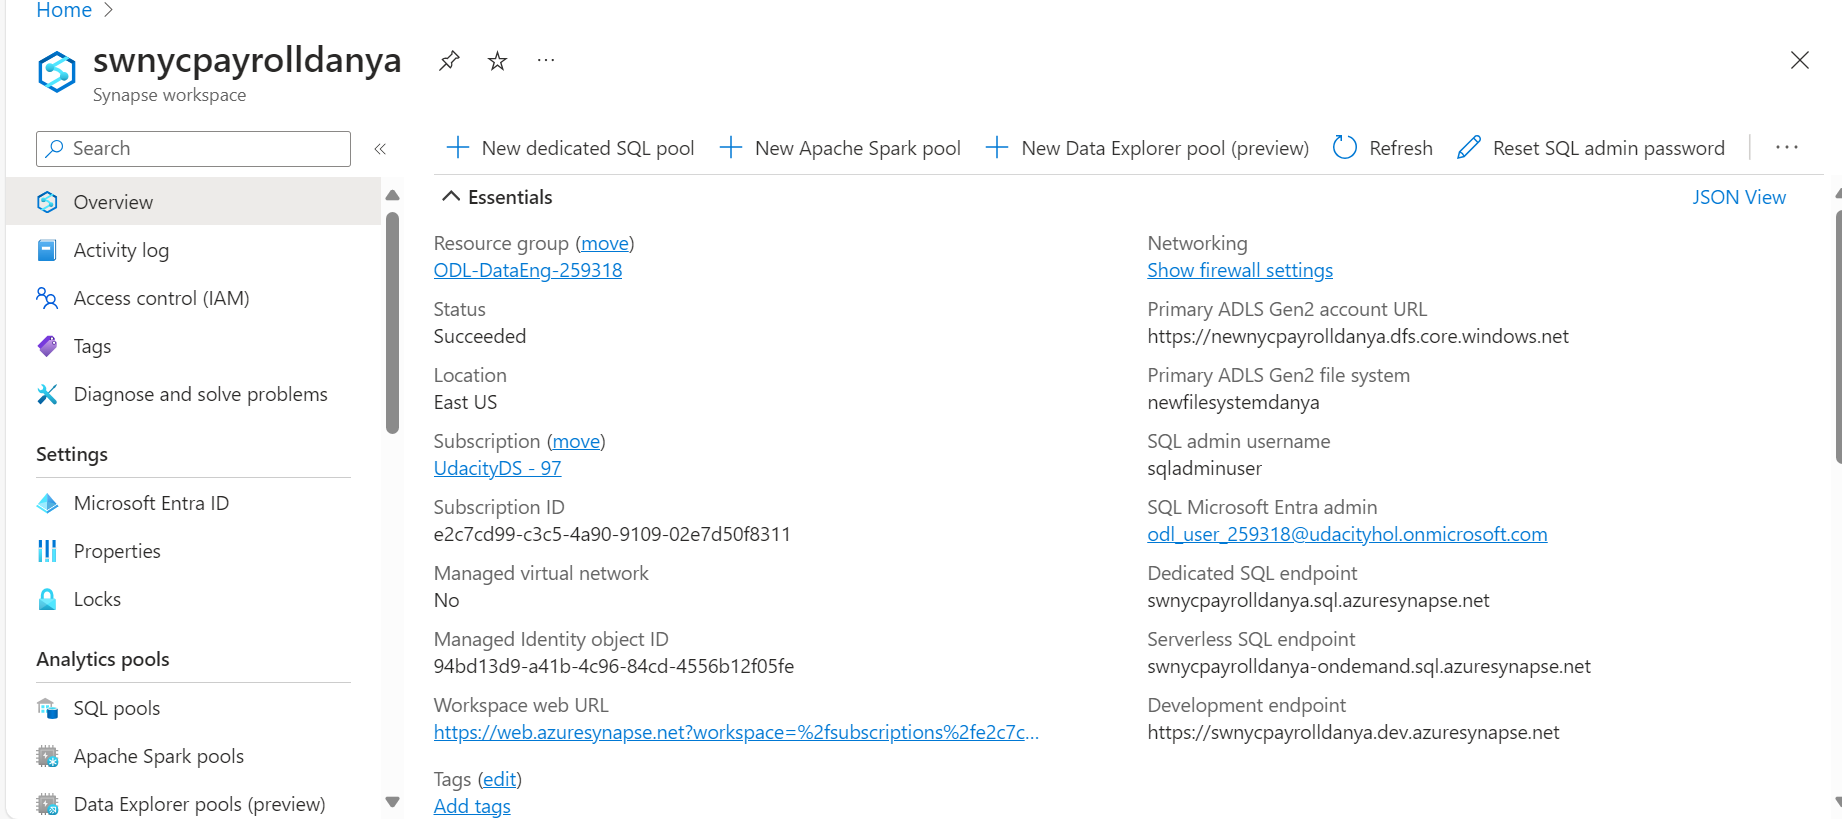 Home
swnycpayrolldanya
Synapse workspace
Search
New dedicated SQL pool
New Apache Spark pool
New Data Explorer pool (preview)
Refresh
Reset SQL admin password
Overview
Activity log
Access control (IAM)
Tags
Diagnose and solve problems
Settings
Microsoft Entra ID
Properties
Locks
Analytics pools
SQL pools
Apache Spark pools
Data Explorer pools (preview)
Essentials
JSON View
Resource group (move)
ODL-DataEng-259318
Status
Succeeded
Location
East US
Subscription (move)
UdacityDS - 97
Subscription ID
e2c7cd99-c3c5-4a90-9109-02e7d50f8311
Managed virtual network
No
Managed Identity object ID
94bd13d9-a41b-4c96-84cd-4556b12f05fe
Workspace web URL
https://web.azuresynapse.net?workspace=%2fsubscriptions%2fe2c7c...
Tags (edit)
Add tags
Networking
Show firewall settings
Primary ADLS Gen2 account URL
https://newnycpayrolldanya.dfs.core.windows.net
Primary ADLS Gen2 file system
newfilesystemdanya
SQL admin username
sqladminuser
SQL Microsoft Entra admin
odl_user_259318@udacityhol.onmicrosoft.com
Dedicated SQL endpoint
swnycpayrolldanya.sql.azuresynapse.net
Serverless SQL endpoint
swnycpayrolldanya-ondemand.sql.azuresynapse.net
Development endpoint
https://swnycpayrolldanya.dev.azuresynapse.net